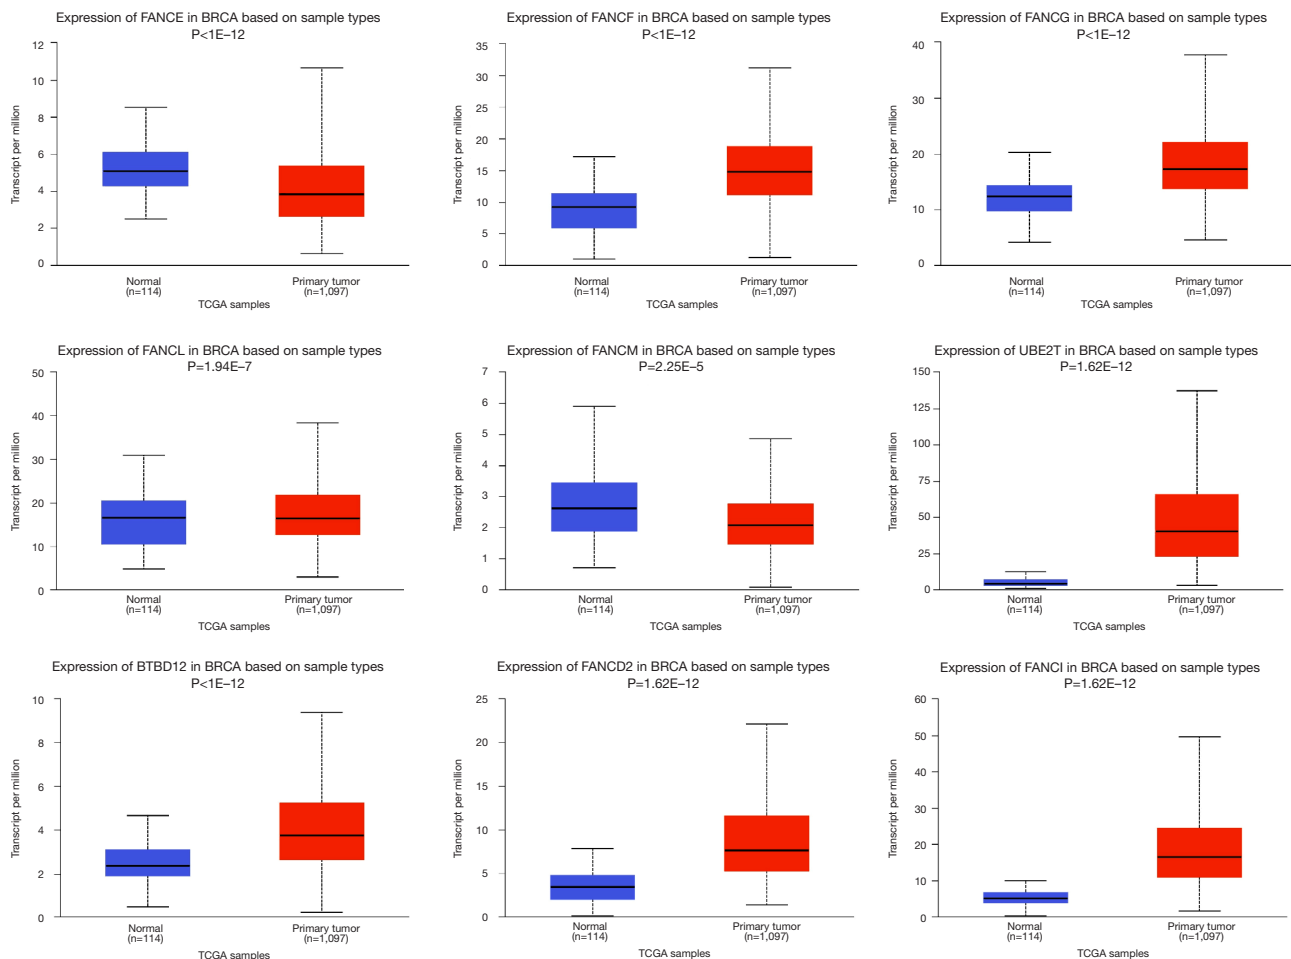 Expression of FANCE in BRCA based on sample types
P<1E–12
Transcript per million
12
10
8
6
4
2
0
Normal
(n=114)
Primary tumor
(n=1,097)
TCGA samples
Expression of FANCF in BRCA based on sample types
P<1E–12
Transcript per million
35
30
25
20
15
10
5
0
Normal
(n=114)
Primary tumor
(n=1,097)
TCGA samples
Expression of FANCG in BRCA based on sample types
P<1E–12
Transcript per million
40
30
20
10
0
Normal
(n=114)
Primary tumor
(n=1,097)
TCGA samples
Expression of FANCL in BRCA based on sample types
P=1.94E–7
Transcript per million
50
40
30
20
10
0
Normal
(n=114)
Primary tumor
(n=1,097)
TCGA samples
Expression of FANCM in BRCA based on sample types
P=2.25E–5
Transcript per million
7
6
5
4
3
2
1
0
Normal
(n=114)
Primary tumor
(n=1,097)
TCGA samples
Expression of UBE2T in BRCA based on sample types
P=1.62E–12
Transcript per million
150
125
100
75
50
25
0
Normal
(n=114)
Primary tumor
(n=1,097)
TCGA samples
Expression of BTBD12 in BRCA based on sample types
P<1E–12
Transcript per million
10
8
6
4
2
0
Normal
(n=114)
Primary tumor
(n=1,097)
TCGA samples
Expression of FANCD2 in BRCA based on sample types
P=1.62E–12
Transcript per million
25
20
15
10
5
0
Normal
(n=114)
Primary tumor
(n=1,097)
TCGA samples
Expression of FANCI in BRCA based on sample types
P=1.62E–12
Transcript per million
60
50
40
30
20
10
0
Normal
(n=114)
Primary tumor
(n=1,097)
TCGA samples